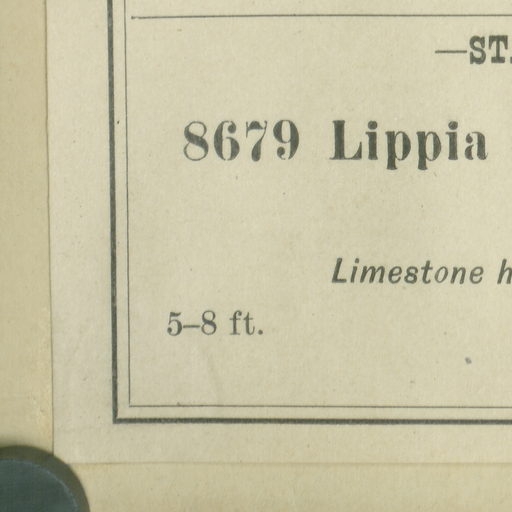 —ST
8679 Lippia
Limestone h
5–8 ft.